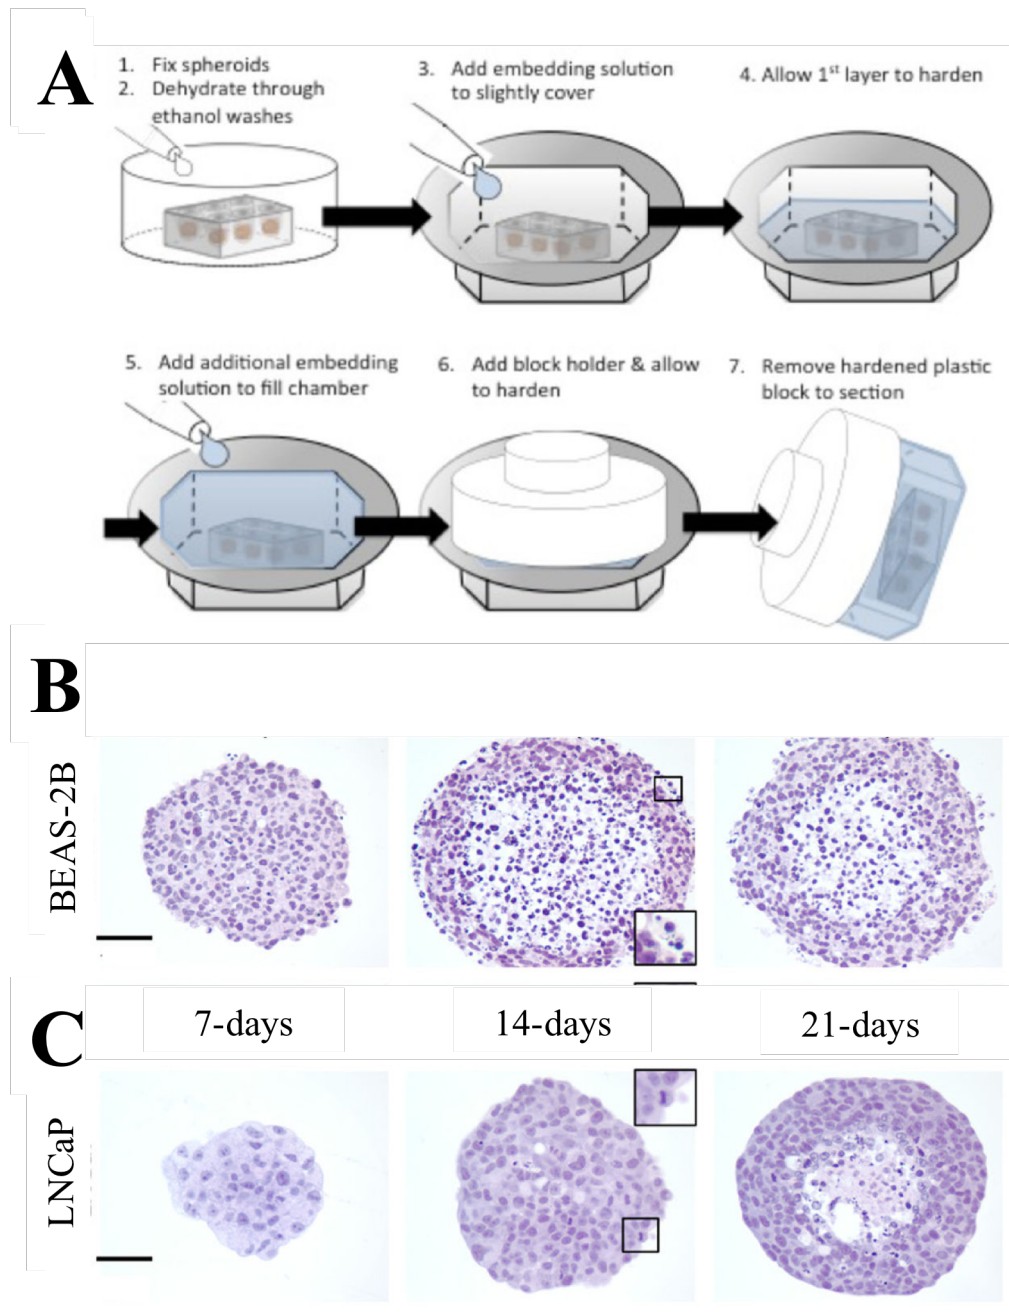 A
1. Fix spheroids
2. Dehydrate through
ethanol washes
3. Add embedding solution
to slightly cover
4. Allow 1st layer to harden
5. Add additional embedding
solution to fill chamber
6. Add block holder & allow
to harden
7. Remove hardened plastic
block to section
B
BEAS-2B
C
7-days
14-days
21-days
LNCaP